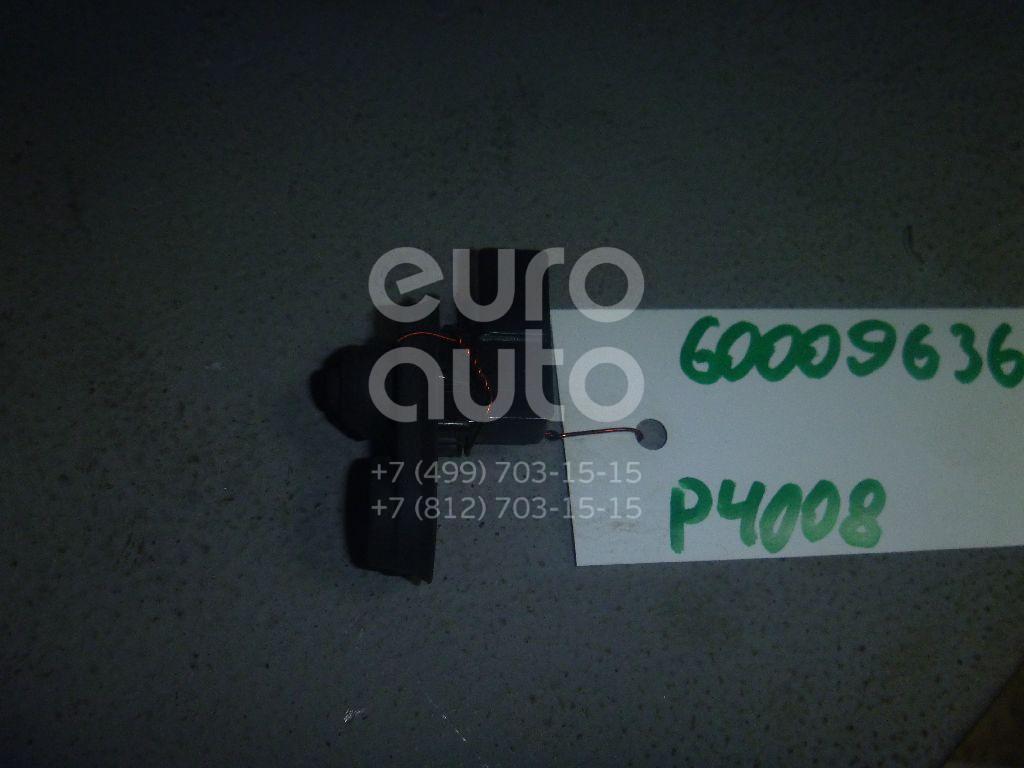 euro
auto
+7 (499) 703-15-15
+7 (812) 703-15-15
60009636
P4008